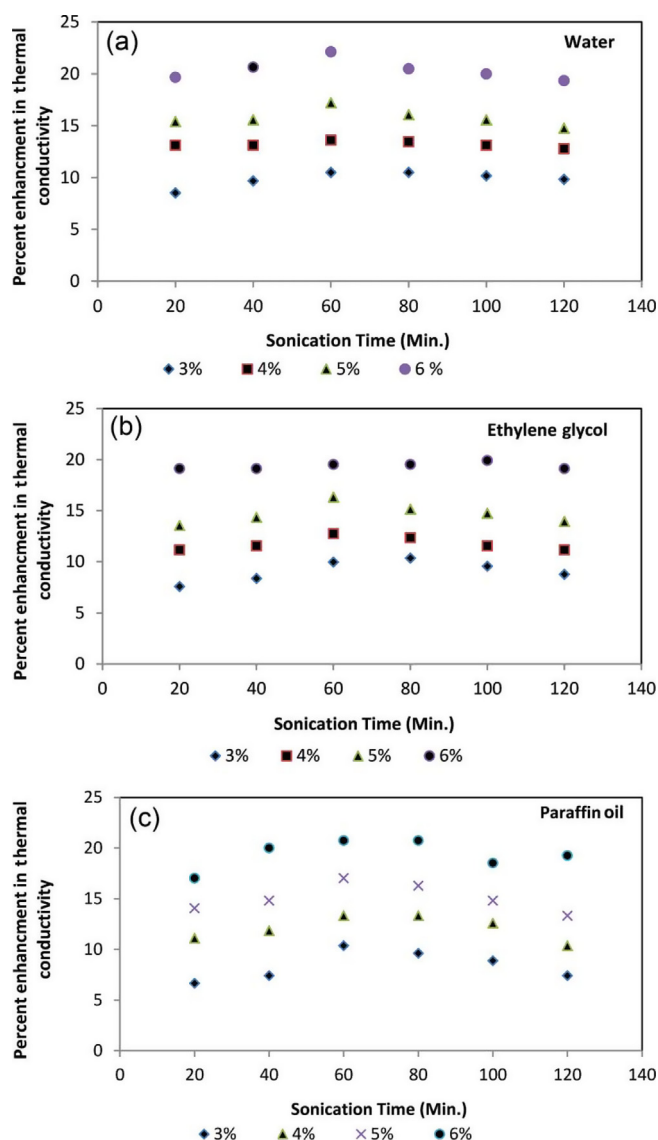 (a)
Water
Percent enhancment in thermal
conductivity
25
20
15
10
5
0
0 20 40 60 80 100 120 140
Sonication Time (Min.)
3% 4% 5% 6 %
(b)
Ethylene glycol
Percent enhancement in thermal
conductivity
25
20
15
10
5
0
0 20 40 60 80 100 120 140
Sonication Time (Min.)
3% 4% 5% 6%
(c)
Paraffin oil
Percent enhancement in thermal
conductivity
25
20
15
10
5
0
0 20 40 60 80 100 120 140
Sonication Time (Min.)
3% 4% 5% 6%